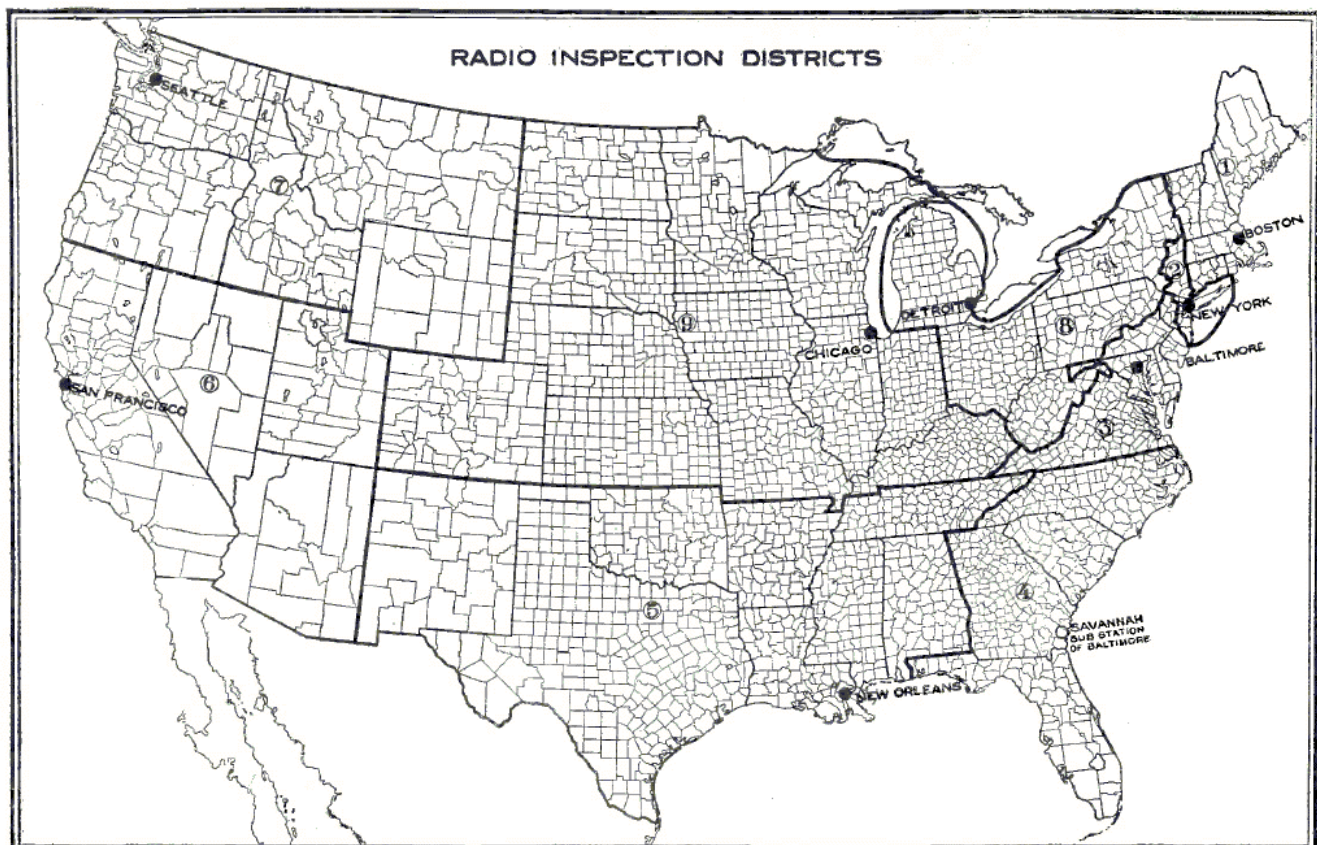 RADIO INSPECTION DISTRICTS
SEATTLE
7
1
BOSTON
2
NEW YORK
DETROIT
9
8
CHICAGO
BALTIMORE
6
SAN FRANCISCO
3
4
5
SAVANNAH
SUB STATION
OF BALTIMORE
NEW ORLEANS